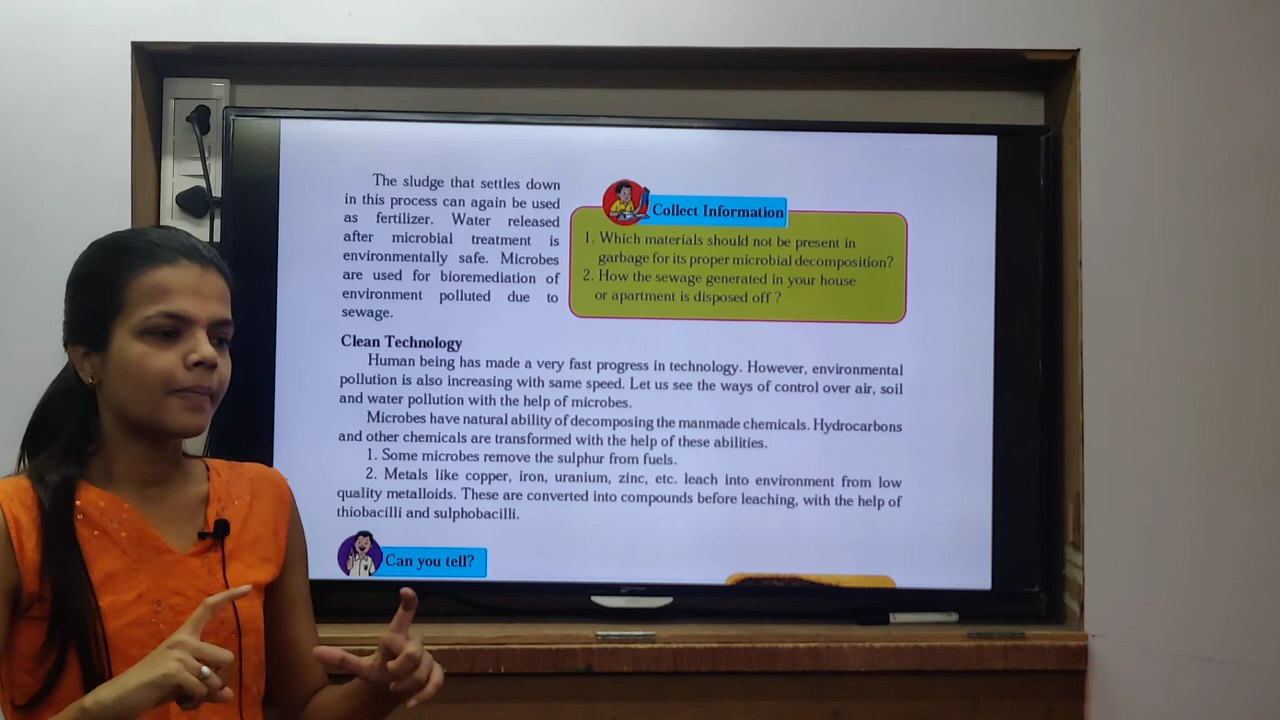 The sludge that settles down
in this process can again be used
as fertilizer. Water released
after microbial treatment is
environmentally safe. Microbes
are used for bioremediation of
environment polluted due to
sewage.
Collect Information
1. Which materials should not be present in
garbage for its proper microbial decomposition?
2. How the sewage generated in your house
or apartment is disposed off ?
Clean Technology
Human being has made a very fast progress in technology. However, environmental
pollution is also increasing with same speed. Let us see the ways of control over air, soil
and water pollution with the help of microbes.
Microbes have natural ability of decomposing the manmade chemicals. Hydrocarbons
and other chemicals are transformed with the help of these abilities.
1. Some microbes remove the sulphur from fuels.
2. Metals like copper, iron, uranium, zinc, etc. leach into environment from low
quality metalloids. These are converted into compounds before leaching, with the help of
thiobacilli and sulphobacilli.
Can you tell?